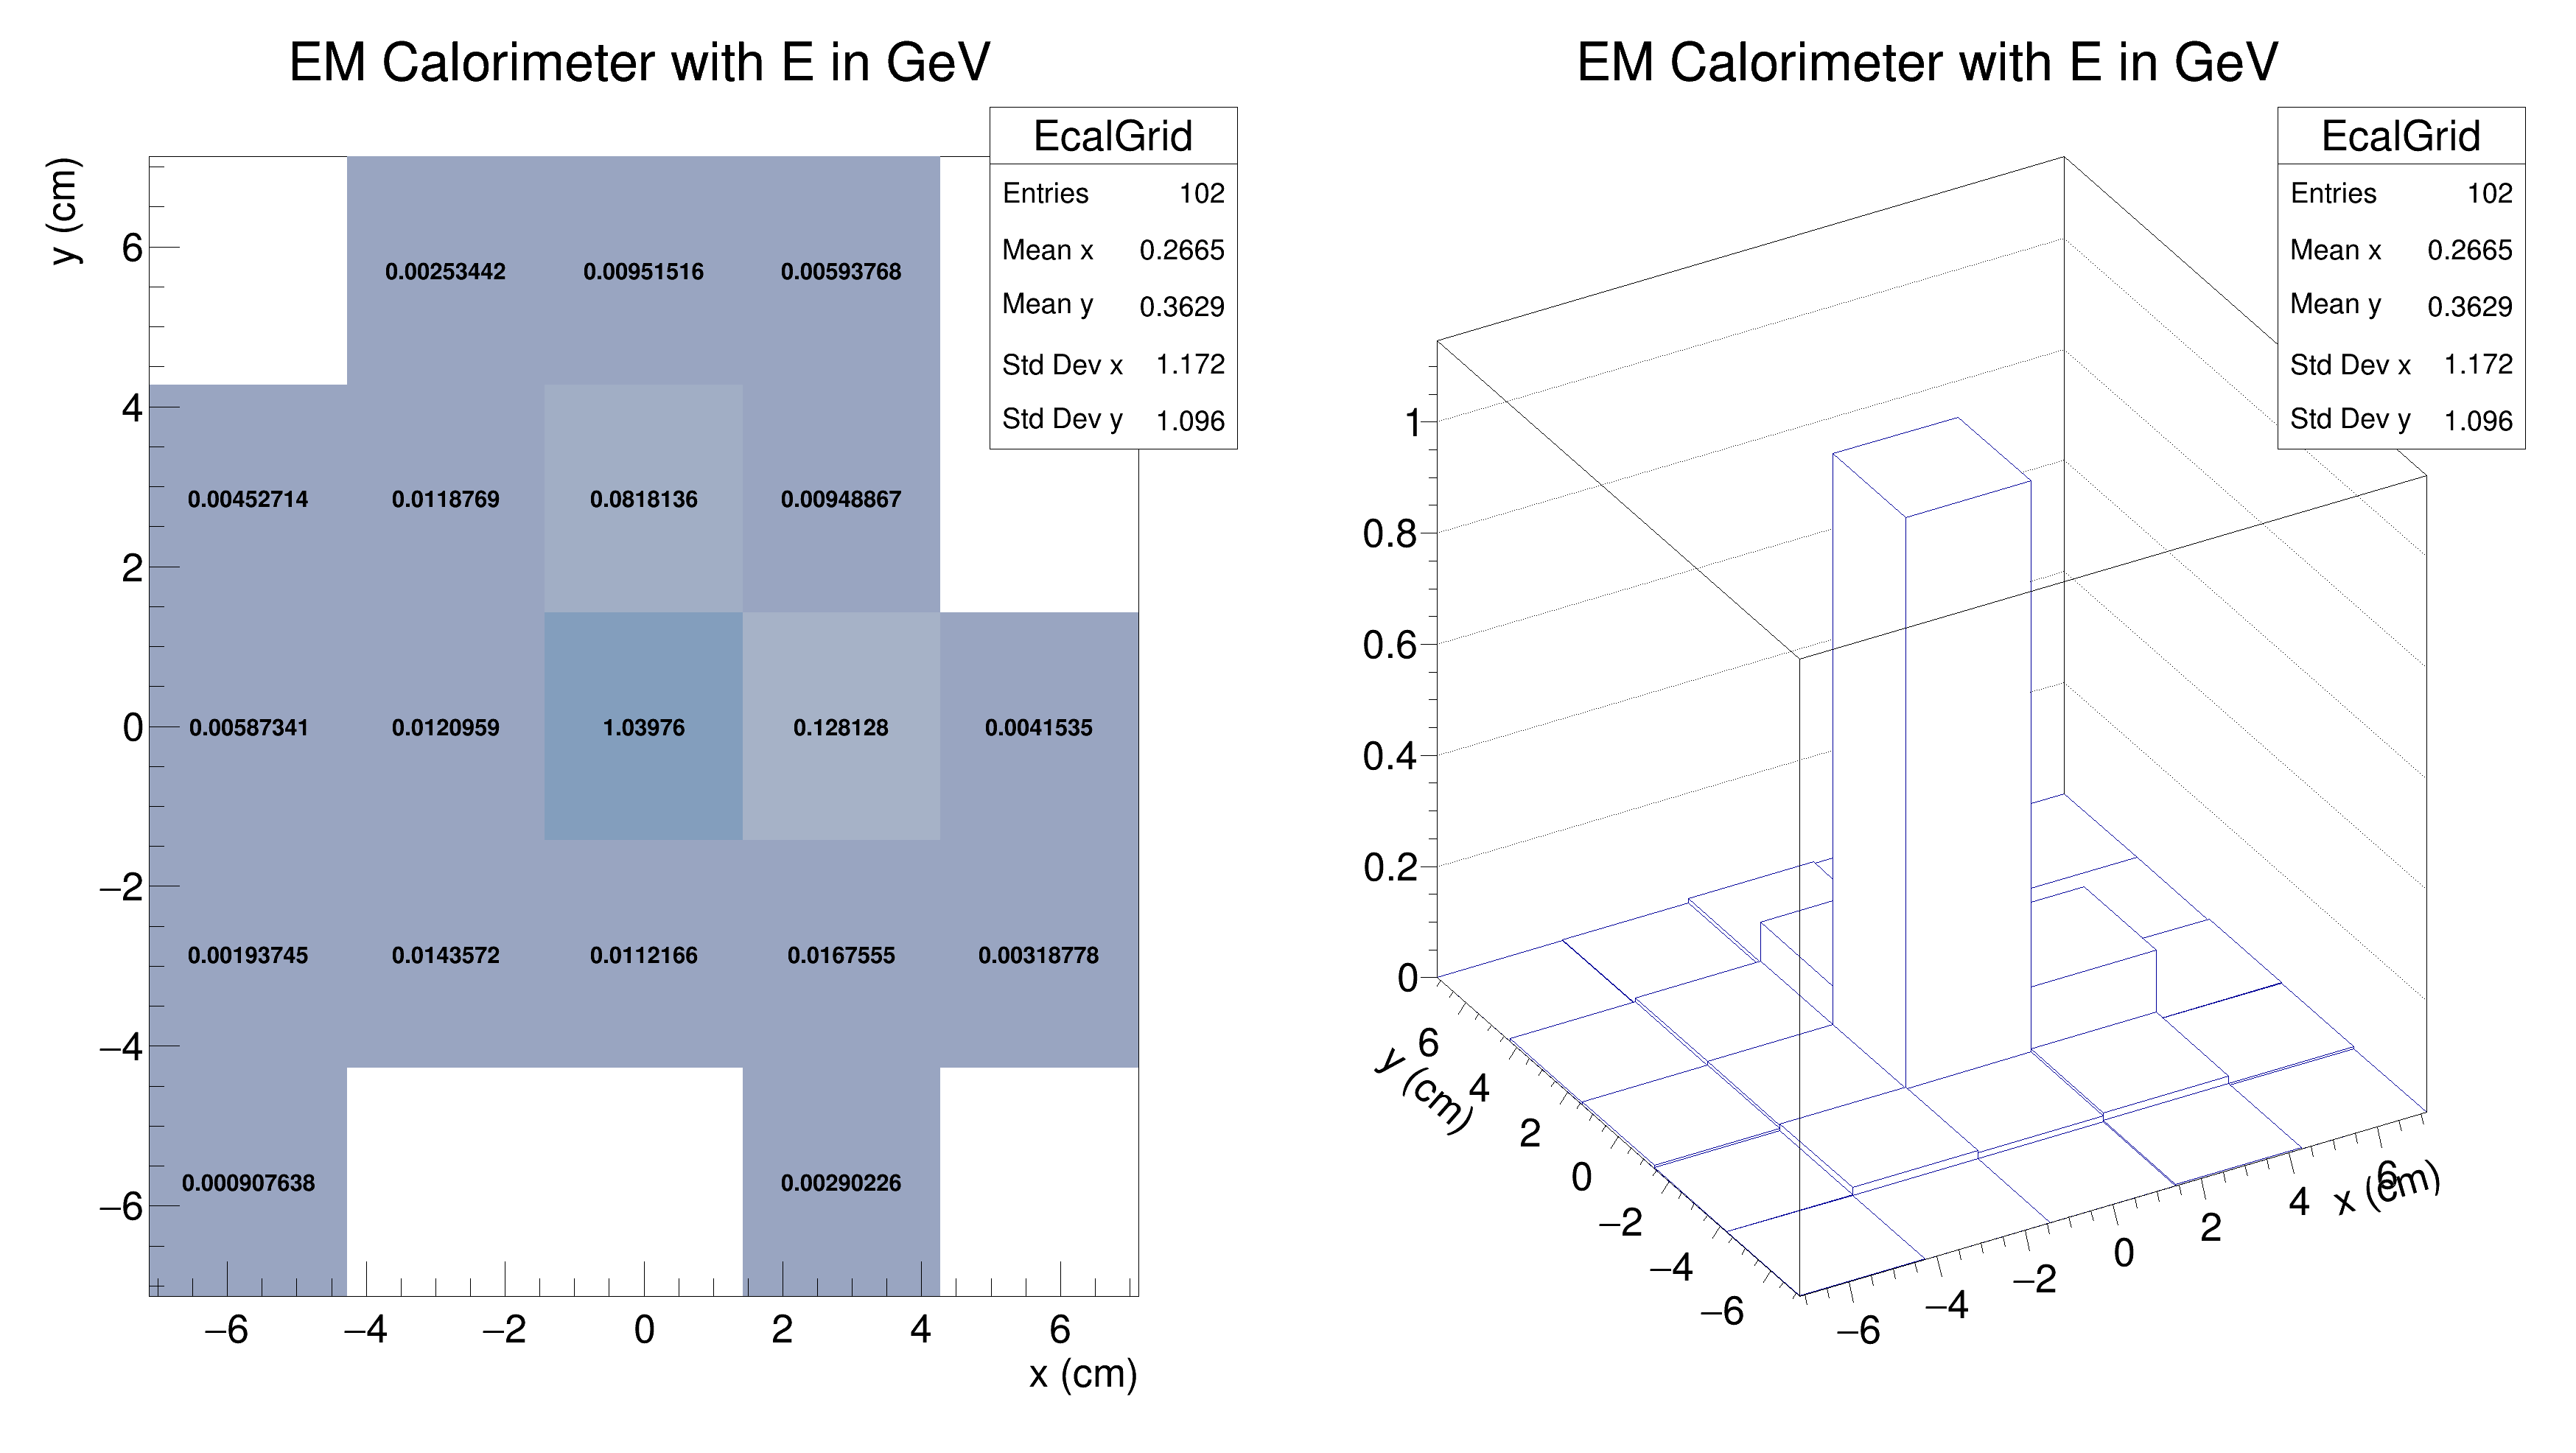 EM Calorimeter with E in GeV
EcalGrid
Entries 102
Mean x 0.2665
Mean y 0.3629
Std Dev x 1.172
Std Dev y 1.096
y (cm)
6
4
2
0
−2
−4
−6
0.00253442 0.00951516 0.00593768
0.00452714 0.0118769 0.0818136 0.00948867
0.00587341 0.0120959 1.03976 0.128128 0.0041535
0.00193745 0.0143572 0.0112166 0.0167555 0.00318778
0.000907638 0.00290226
−6 −4 −2 0 2 4 6
x (cm)
EM Calorimeter with E in GeV
EcalGrid
Entries 102
Mean x 0.2665
Mean y 0.3629
Std Dev x 1.172
Std Dev y 1.096
1
0.8
0.6
0.4
0.2
0
6
4
2
0
−2
−4
−6
y (cm)
−6
−4
−2
0
2
4
6
x (cm)